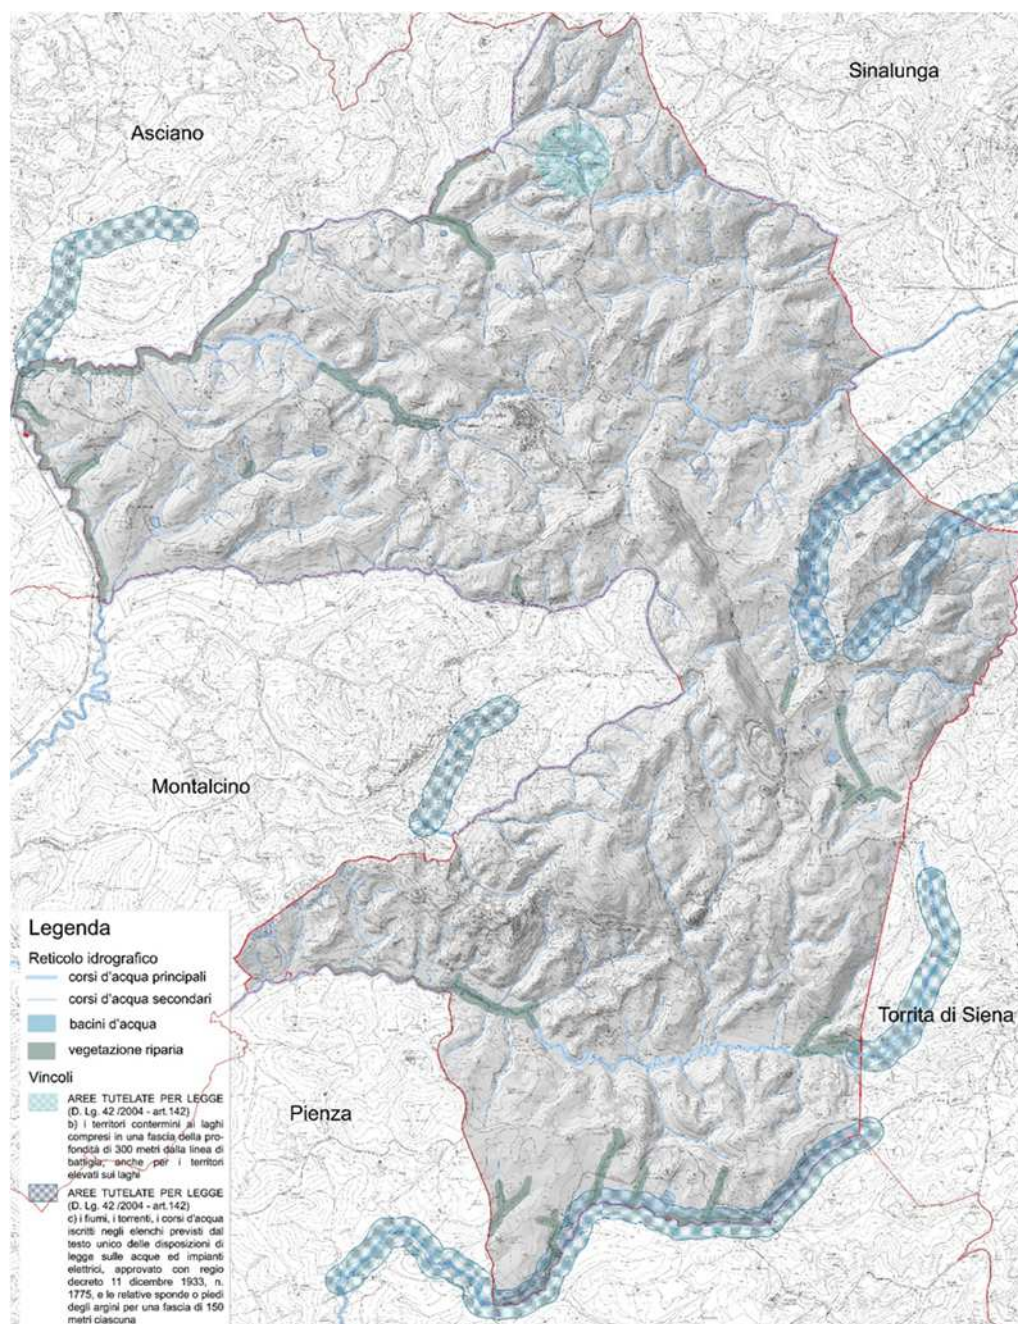 Sinalunga
Asciano
Montalcino
Torrita di Siena
Pienza
Legenda
Reticolo idrografico
corsi d'acqua principali
corsi d'acqua secondari
bacini d'acqua
vegetazione riparia
Vincoli
AREE TUTELATE PER LEGGE
(D. Lg. 42 /2004 - art.142)
b) i territori contermini ai laghi
compresi in una fascia della pro-
fondità di 300 metri dalla linea di
battigia, anche per i territori
elevati sui laghi
AREE TUTELATE PER LEGGE
(D. Lg. 42 /2004 - art.142)
c) i fiumi, i torrenti, i corsi d'acqua
iscritti negli elenchi previsti dal
testo unico delle disposizioni di
legge sulle acque ed impianti
elettrici, approvato con regio
decreto 11 dicembre 1933, n.
1775, e le relative sponde o piedi
degli argini per una fascia di 150
metri ciascuna